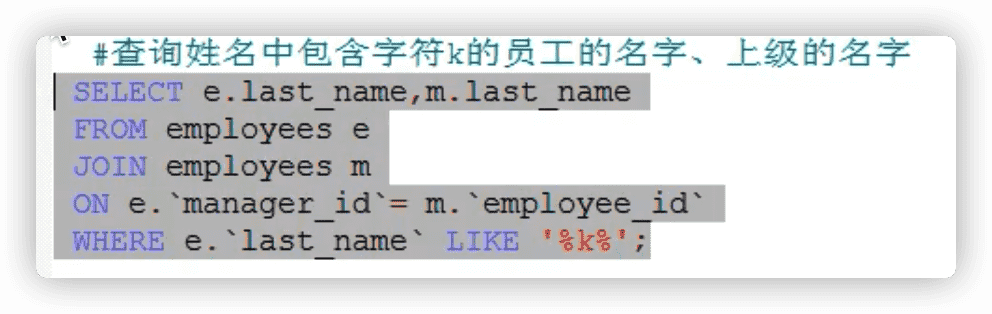 #查询姓名中包含字符k的员工的名字、上级的名字
SELECT e.last_name,m.last_name
FROM employees e
JOIN employees m
ON e.`manager_id`= m.`employee_id`
WHERE e.`last_name` LIKE '%k%';